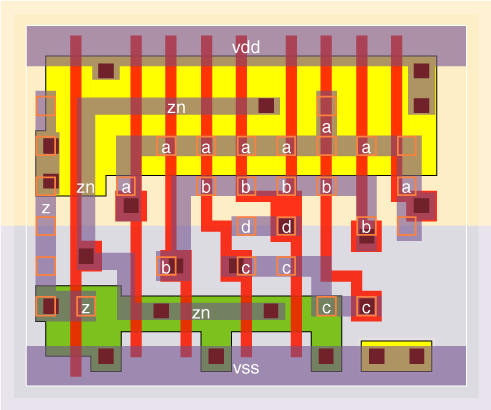 vdd
zn
a
a a a a a a
zn a b b b b a
z
d d b
b c c
z zn c c
vss